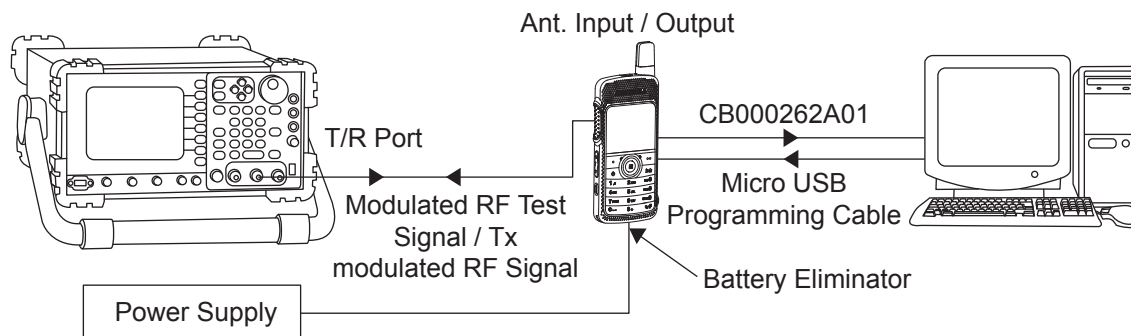 Ant. Input / Output
CB000262A01
T/R Port
Modulated RF Test
Signal / Tx
modulated RF Signal
Micro USB
Programming Cable
Battery Eliminator
Power Supply